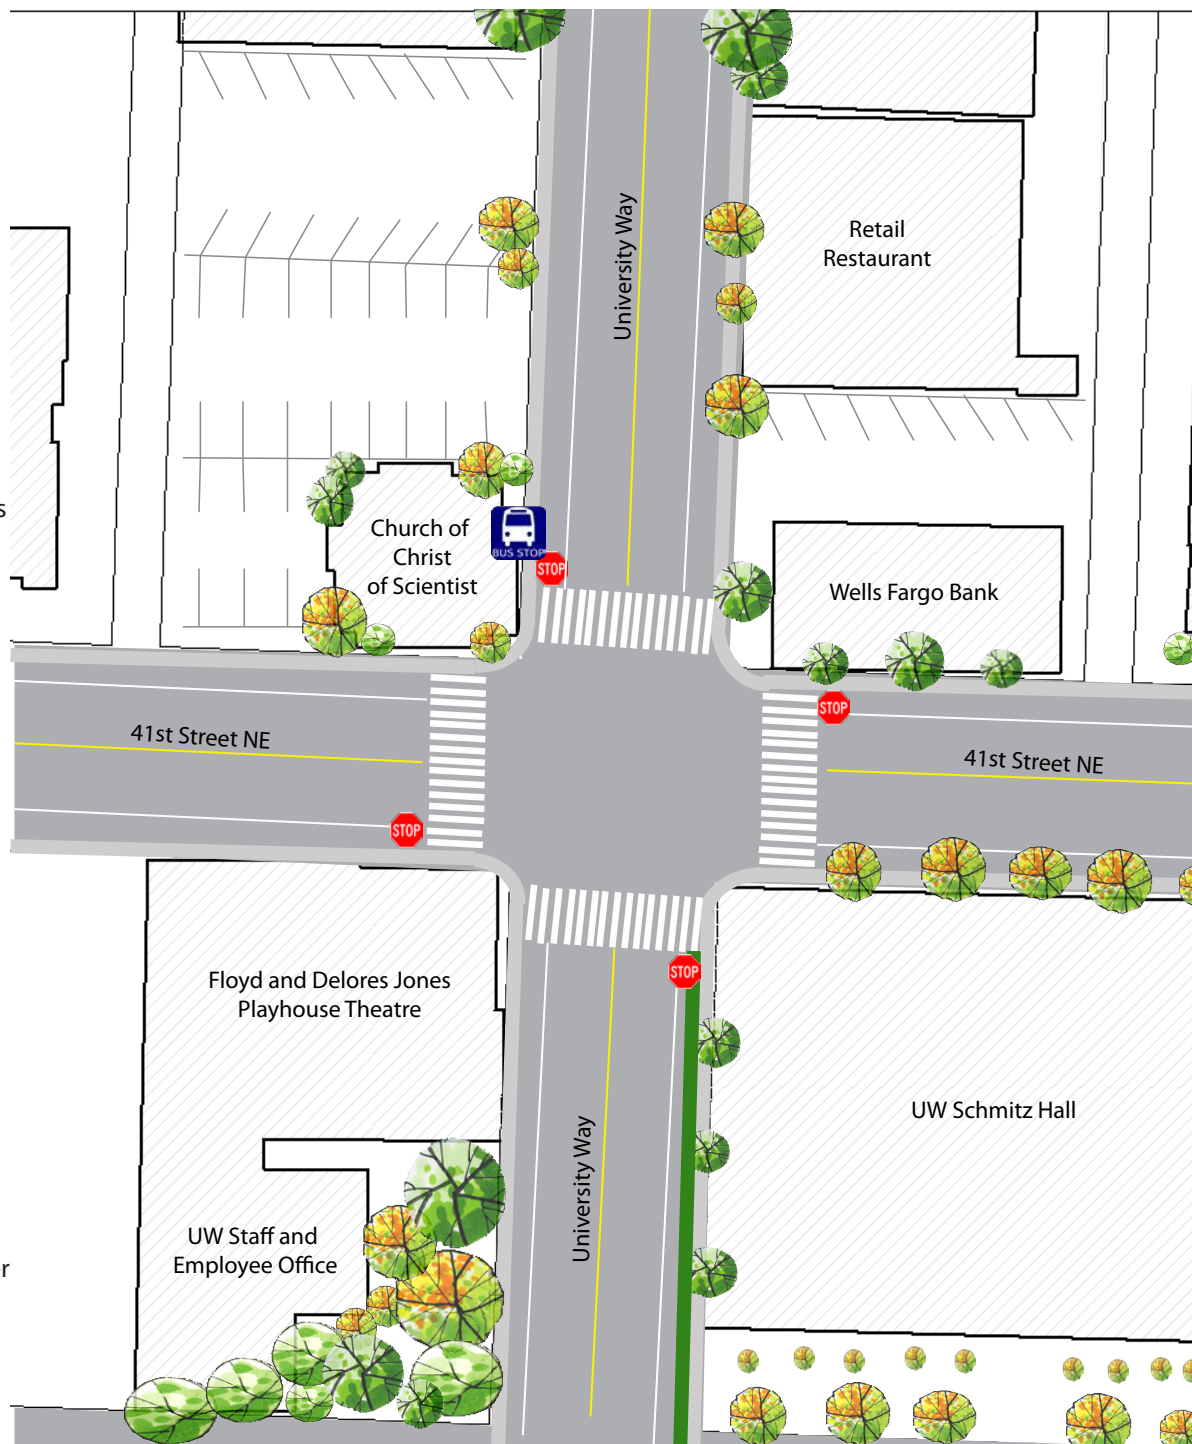 University Way
Retail
Restaurant
s
Church of
Christ
of Scientist
BUS STOP
STOP
Wells Fargo Bank
STOP
41st Street NE
41st Street NE
STOP
STOP
Floyd and Delores Jones
Playhouse Theatre
UW Schmitz Hall
University Way
UW Staff and
Employee Office
r